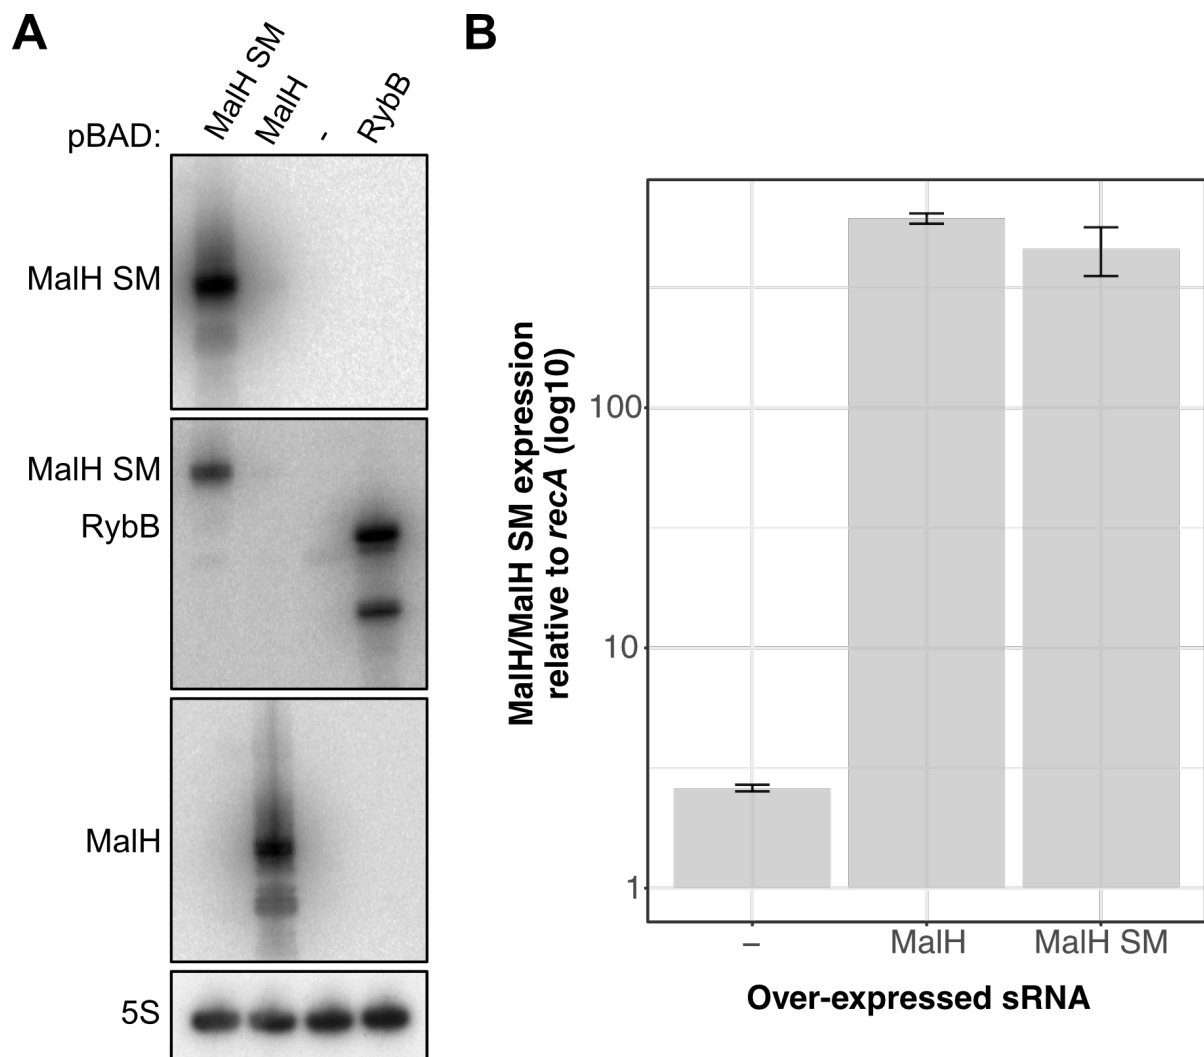 A
pBAD:
MalH SM
MalH
-
RybB
MalH SM
MalH SM
RybB
MalH
5S
B
MalH/MalH SM expression
relative to recA (log10)
100
10
1
–
MalH
MalH SM
Over-expressed sRNA